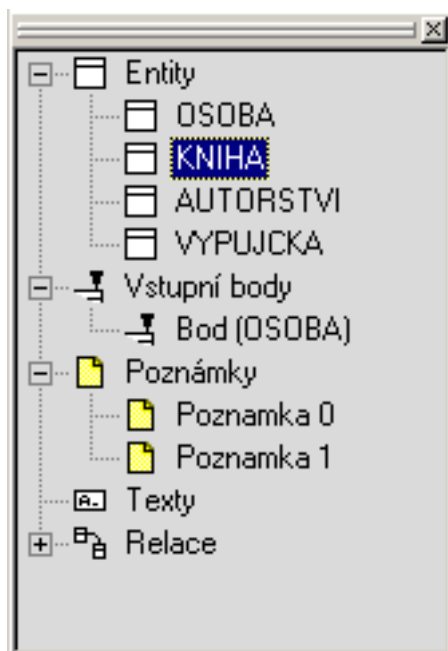 Entity
OSOBA
KNIHA
AUTORSTVI
VYPUJCKA
Vstupní body
Bod (OSOBA)
Poznámky
Poznamka 0
Poznamka 1
Texty
Relace